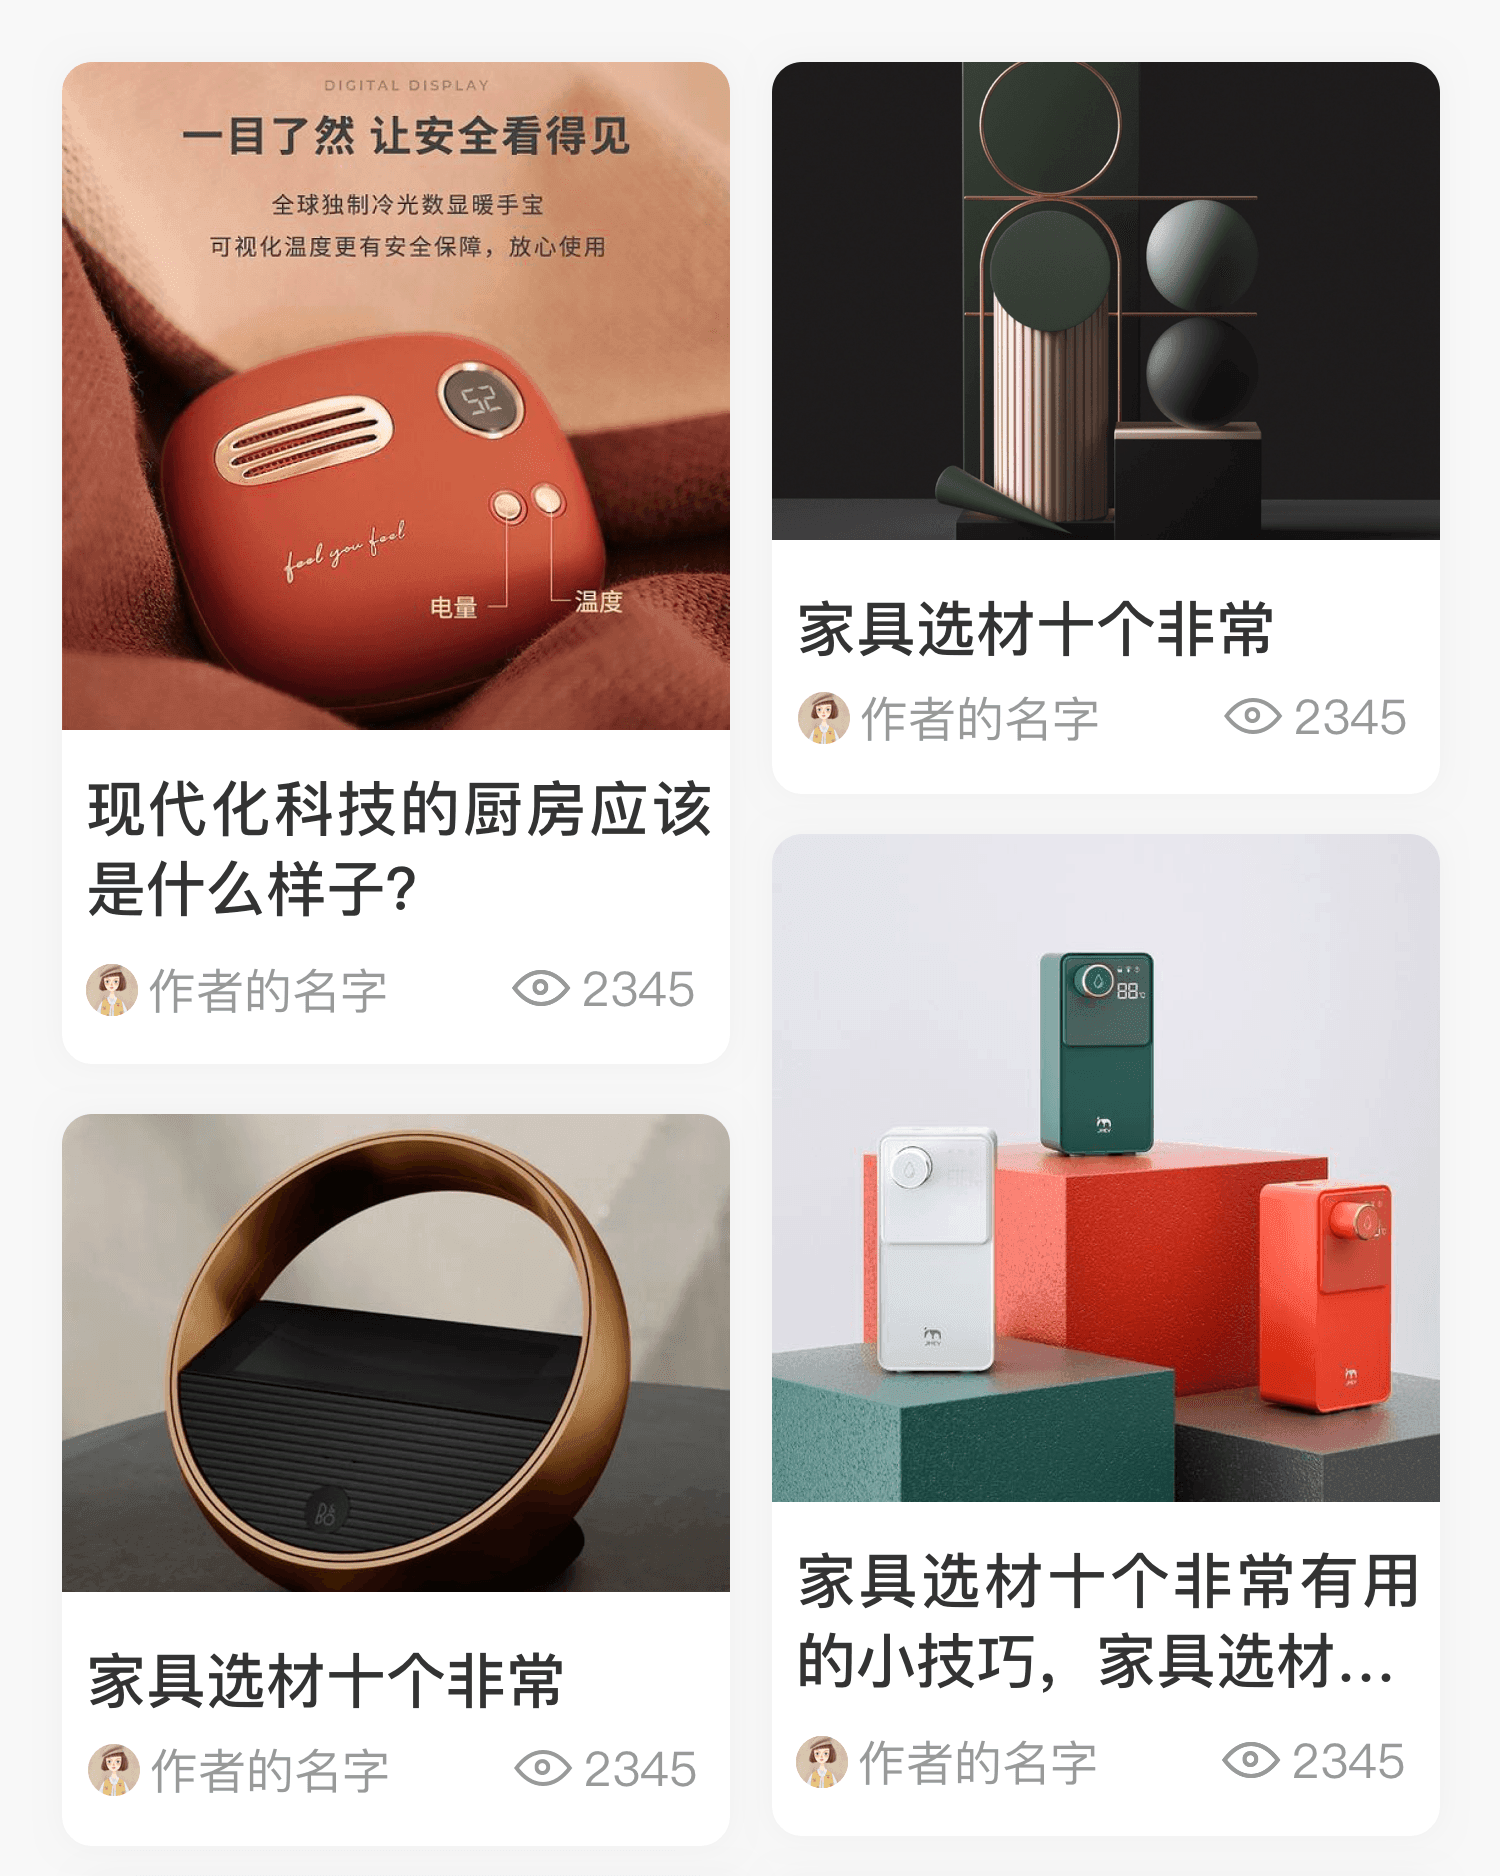 DIGITAL DISPLAY
一目了然 让安全看得见
全球独制冷光数显暖手宝
可视化温度更有安全保障，放心使用
52
feel you feel
电量
温度
现代化科技的厨房应该
是什么样子？
作者的名字
2345
家具选材十个非常
作者的名字
2345
88℃
JMEY
JMEY
JMEY
家具选材十个非常有用
的小技巧，家具选材...
作者的名字
2345
B&O
家具选材十个非常
作者的名字
2345